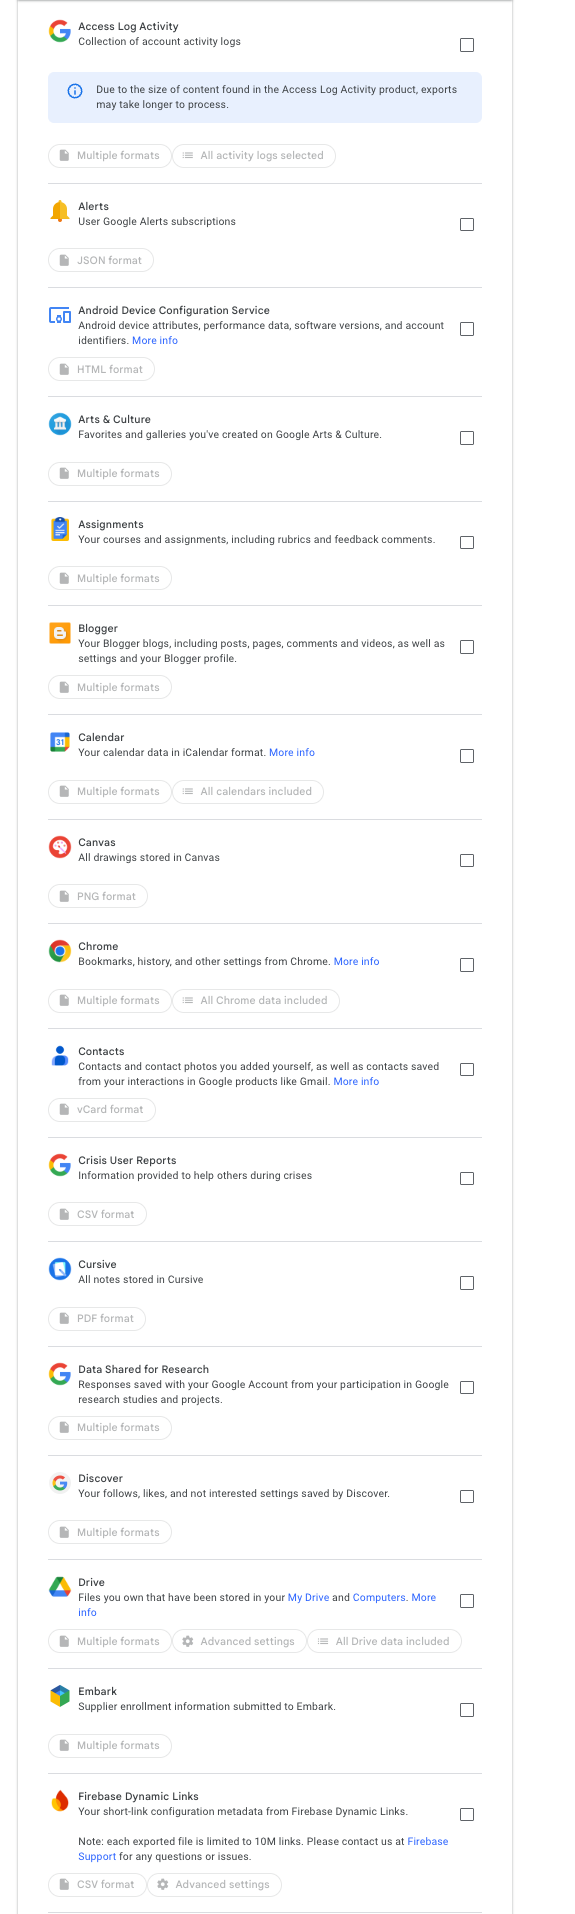 Access Log Activity
Collection of account activity logs
Due to the size of content found in the Access Log Activity product, exports
may take longer to process.
Multiple formats
All activity logs selected
Alerts
User Google Alerts subscriptions
JSON format
Android Device Configuration Service
Android device attributes, performance data, software versions, and account
identifiers. More info
HTML format
Arts & Culture
Favorites and galleries you've created on Google Arts & Culture.
Multiple formats
Assignments
Your courses and assignments, including rubrics and feedback comments.
Multiple formats
Blogger
Your Blogger blogs, including posts, pages, comments and videos, as well as
settings and your Blogger profile.
Multiple formats
31
Calendar
Your calendar data in iCalendar format. More info
Multiple formats
All calendars included
Canvas
All drawings stored in Canvas
PNG format
Chrome
Bookmarks, history, and other settings from Chrome. More info
Multiple formats
All Chrome data included
Contacts
Contacts and contact photos you added yourself, as well as contacts saved
from your interactions in Google products like Gmail. More info
vCard format
Crisis User Reports
Information provided to help others during crises
CSV format
Cursive
All notes stored in Cursive
PDF format
Data Shared for Research
Responses saved with your Google Account from your participation in Google
research studies and projects.
Multiple formats
Discover
Your follows, likes, and not interested settings saved by Discover.
Multiple formats
Drive
Files you own that have been stored in your My Drive and Computers. More
info
Multiple formats
Advanced settings
All Drive data included
Embark
Supplier enrollment information submitted to Embark.
Multiple formats
Firebase Dynamic Links
Your short-link configuration metadata from Firebase Dynamic Links.
Note: each exported file is limited to 10M links. Please contact us at Firebase
Support for any questions or issues.
CSV format
Advanced settings